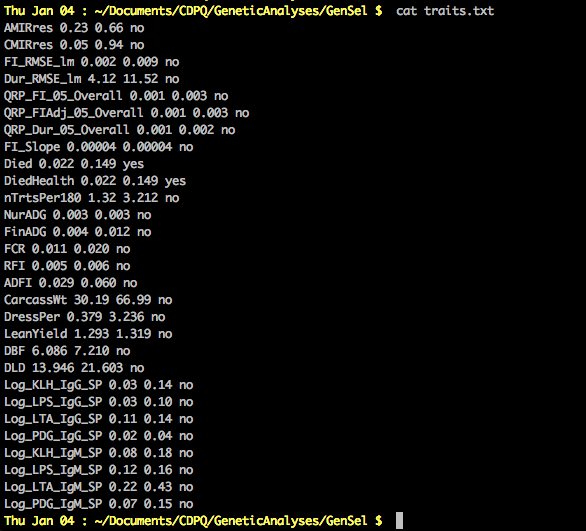 Thu Jan 04 : ~/Documents/CDPQ/GeneticAnalyses/GenSel $  cat traits.txt
AMIRres 0.23 0.66 no
CMIRres 0.05 0.94 no
FI_RMSE_lm 0.002 0.009 no
Dur_RMSE_lm 4.12 11.52 no
QRP_FI_05_Overall 0.001 0.003 no
QRP_FIAdj_05_Overall 0.001 0.003 no
QRP_Dur_05_Overall 0.001 0.002 no
FI_Slope 0.00004 0.00004 no
Died 0.022 0.149 yes
DiedHealth 0.022 0.149 yes
nTrtsPer180 1.32 3.212 no
NurADG 0.003 0.003 no
FinADG 0.004 0.012 no
FCR 0.011 0.020 no
RFI 0.005 0.006 no
ADFI 0.029 0.060 no
CarcassWt 30.19 66.99 no
DressPer 0.379 3.236 no
LeanYield 1.293 1.319 no
DBF 6.086 7.210 no
DLD 13.946 21.603 no
Log_KLH_IgG_SP 0.03 0.14 no
Log_LPS_IgG_SP 0.03 0.10 no
Log_LTA_IgG_SP 0.11 0.14 no
Log_PDG_IgG_SP 0.02 0.04 no
Log_KLH_IgM_SP 0.08 0.18 no
Log_LPS_IgM_SP 0.12 0.16 no
Log_LTA_IgM_SP 0.22 0.43 no
Log_PDG_IgM_SP 0.07 0.15 no
Thu Jan 04 : ~/Documents/CDPQ/GeneticAnalyses/GenSel $